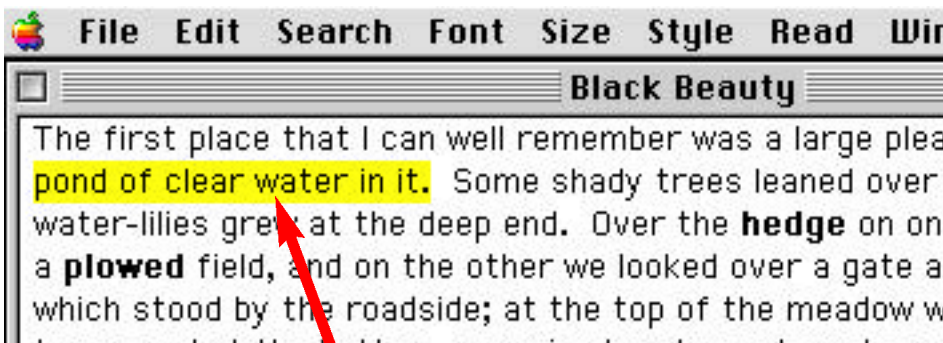 File Edit Search Font Size Style Read
Black Beauty
The first place that I can well remember was a large
pond of clear water in it. Some shady trees leaned over
water-lilies grew at the deep end. Over the hedge on
a plowed field, and on the other we looked over a gate
which stood by the roadside; at the top of the meadow